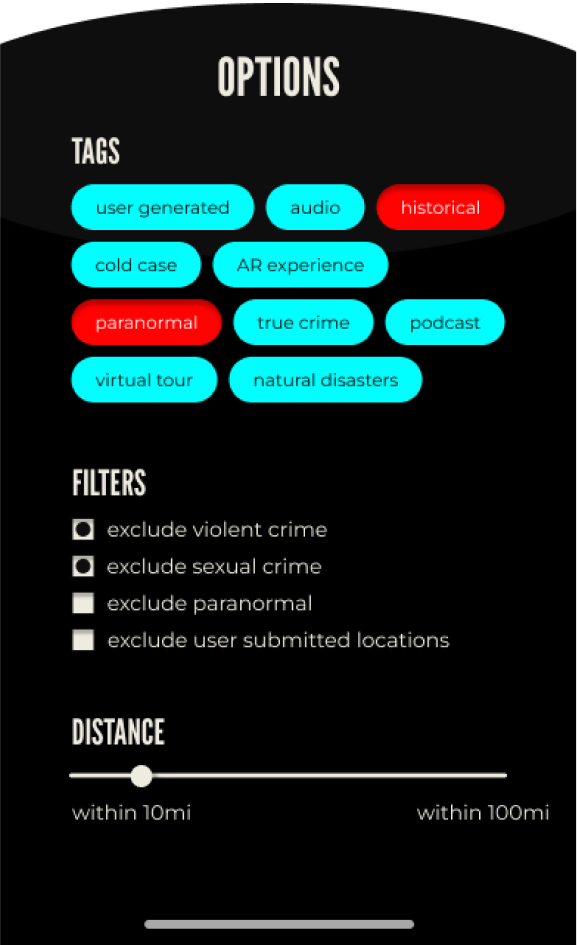 OPTIONS
TAGS
user generated audio historical
cold case AR experience
paranormal true crime podcast
virtual tour natural disasters
FILTERS
exclude violent crime
exclude sexual crime
exclude paranormal
exclude user submitted locations
DISTANCE
within 10mi within 100mi